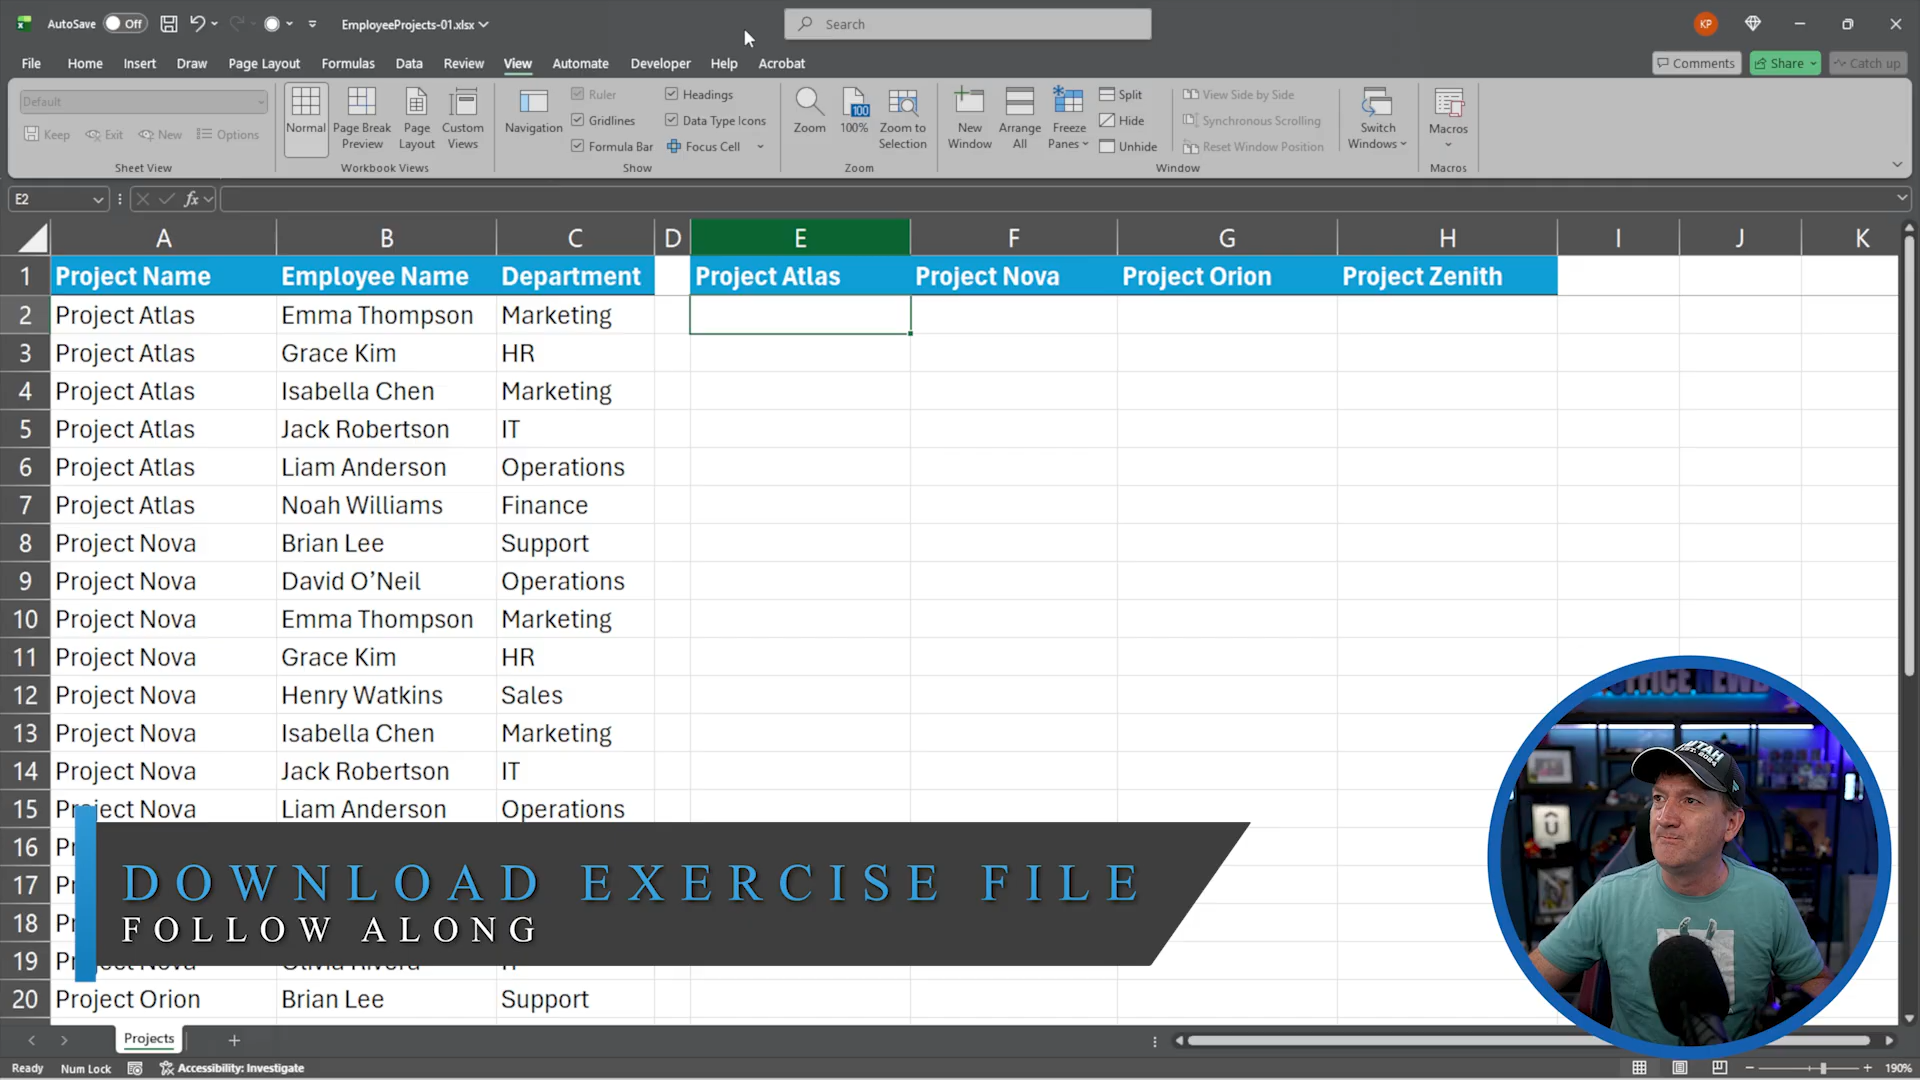 AutoSave Off EmployeeProjects-01.xlsx Search KP
File Home Insert Draw Page Layout Formulas Data Review View Automate Developer Help Acrobat Comments Share Catch up
Default
Keep Exit New Options
Sheet View
Normal Page Break Preview Page Layout Custom Views
Workbook Views
Navigation
Ruler Headings
Gridlines Data Type Icons
Formula Bar Focus Cell
Show
Zoom 100 100% Zoom to Selection
Zoom
New Window Arrange All Freeze Panes
Split
Hide
Unhide
View Side by Side
Synchronous Scrolling
Reset Window Position
Switch Windows
Window
Macros
Macros
E2 fx
A B C D E F G H I J K
1 Project Name Employee Name Department Project Atlas Project Nova Project Orion Project Zenith
2 Project Atlas Emma Thompson Marketing
3 Project Atlas Grace Kim HR
4 Project Atlas Isabella Chen Marketing
5 Project Atlas Jack Robertson IT
6 Project Atlas Liam Anderson Operations
7 Project Atlas Noah Williams Finance
8 Project Nova Brian Lee Support
9 Project Nova David O’Neil Operations
10 Project Nova Emma Thompson Marketing
11 Project Nova Grace Kim HR
12 Project Nova Henry Watkins Sales
13 Project Nova Isabella Chen Marketing
14 Project Nova Jack Robertson IT
15 Project Nova Liam Anderson Operations
16
17
18
19
20 Project Orion Brian Lee Support
DOWNLOAD EXERCISE FILE
FOLLOW ALONG
UTAH
Projects
Ready Num Lock Accessibility: Investigate 190%